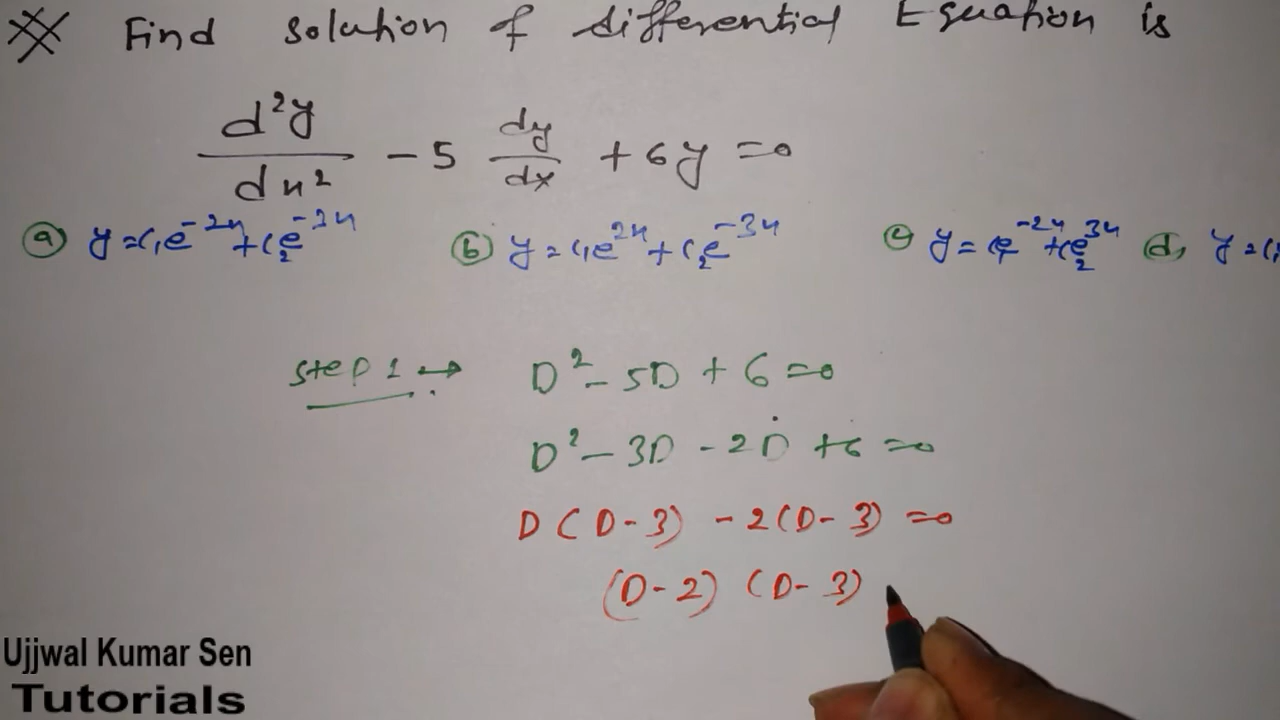 Find solution of differential Equation is
d²y/dx² - 5 dy/dx + 6y = 0
(a) y = c₁e⁻²ˣ + c₂e⁻³ˣ (b) y = c₁e²ˣ + c₂e⁻³ˣ (c) y = c₁e⁻²ˣ + c₂e³ˣ (d) y = c₁
Step 1 → D² - 5D + 6 = 0
D² - 3D - 2D + 6 = 0
D (D - 3) - 2 (D - 3) = 0
(D - 2) (D - 3)
Ujjwal Kumar Sen
Tutorials